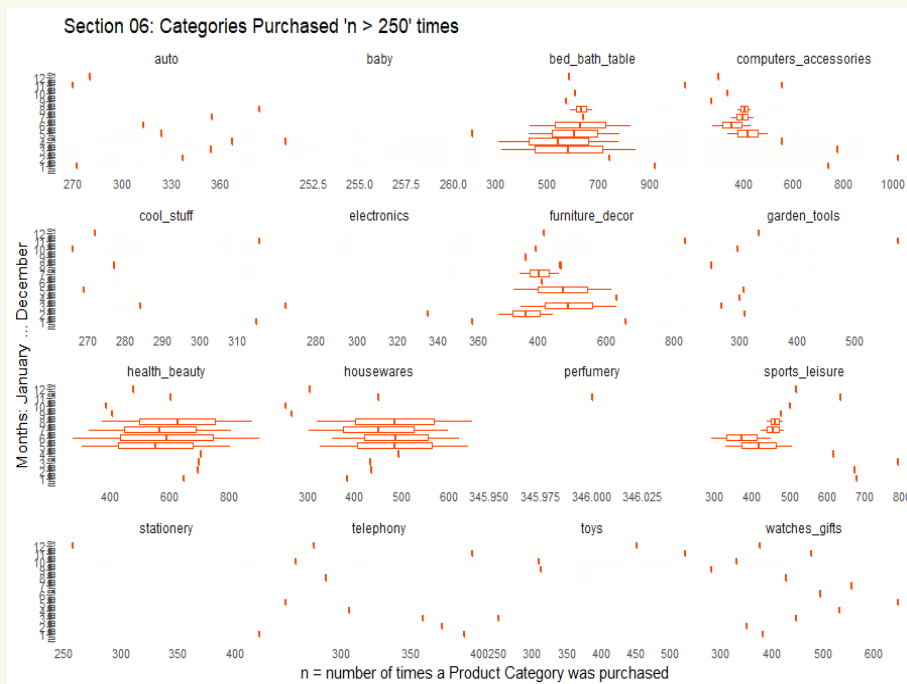 Section 06: Categories Purchased 'n > 250' times
auto baby bed_bath_table computers_accessories
270 300 330 360 252.5 255.0 257.5 260.0 300 500 700 900 400 600 800 1000
cool_stuff electronics furniture_decor garden_tools
270 280 290 300 310 280 300 320 340 360 400 600 800 300 400 500
health_beauty housewares perfumery sports_leisure
400 600 800 300 400 500 600 345.950 345.975 346.000 346.025 300 400 500 600 700 800
stationery telephony toys watches_gifts
250 300 350 400 300 350 400 250 300 350 400 450 500 300 400 500 600
Months: January ... December
n = number of times a Product Category was purchased